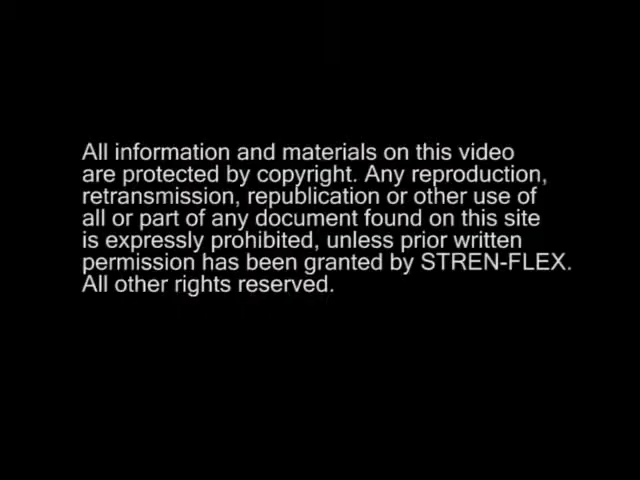 All information and materials on this video
are protected by copyright. Any reproduction,
retransmission, republication or other use of
all or part of any document found on this site
is expressly prohibited, unless prior written
permission has been granted by STREN-FLEX.
All other rights reserved.